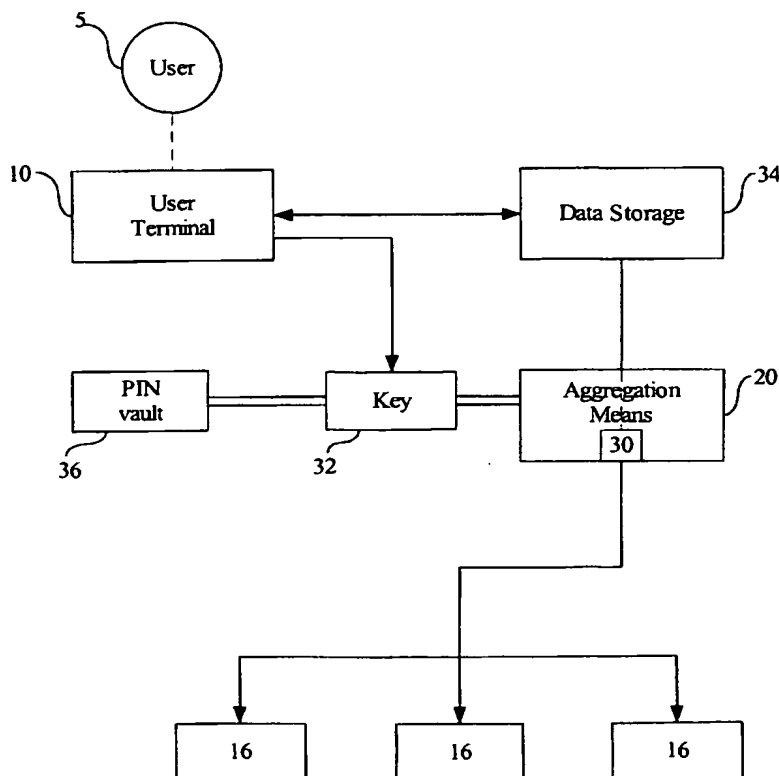 5
User
10
User
Terminal
34
Data Storage
PIN
vault
36
Key
32
20
Aggregation
Means
30
16
16
16